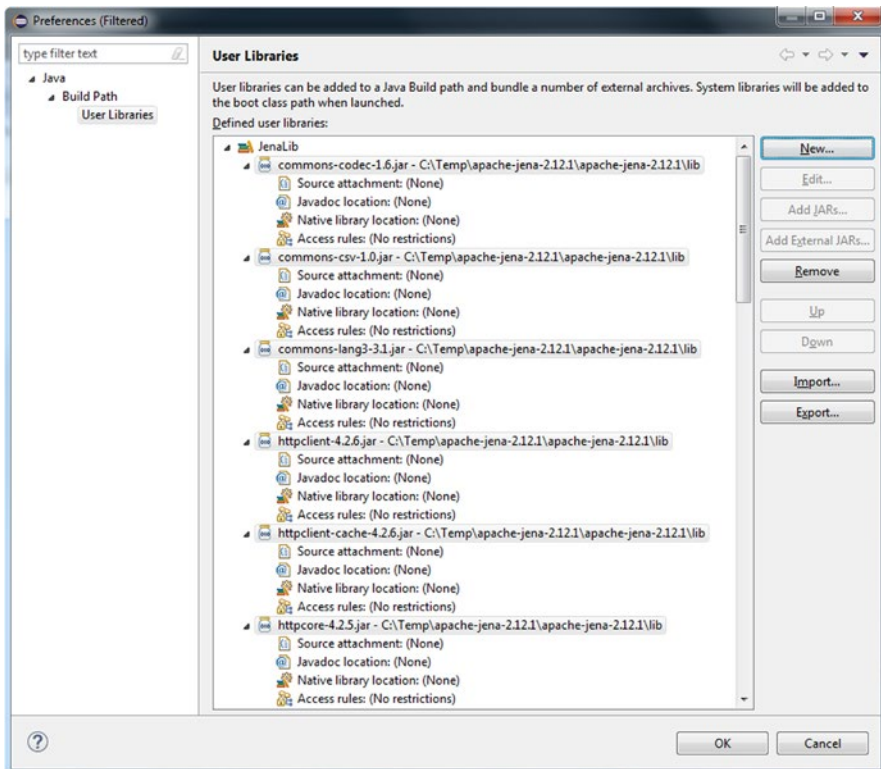 Preferences (Filtered)
type filter text
Java
Build Path
User Libraries
User Libraries
User libraries can be added to a Java Build path and bundle a number of external archives. System libraries will be added to
the boot class path when launched.
Defined user libraries:
JenaLib
commons-codec-1.6.jar - C:\Temp\apache-jena-2.12.1\apache-jena-2.12.1\lib
Source attachment: (None)
Javadoc location: (None)
Native library location: (None)
Access rules: (No restrictions)
commons-csv-1.0.jar - C:\Temp\apache-jena-2.12.1\apache-jena-2.12.1\lib
Source attachment: (None)
Javadoc location: (None)
Native library location: (None)
Access rules: (No restrictions)
commons-lang3-3.1.jar - C:\Temp\apache-jena-2.12.1\apache-jena-2.12.1\lib
Source attachment: (None)
Javadoc location: (None)
Native library location: (None)
Access rules: (No restrictions)
httpclient-4.2.6.jar - C:\Temp\apache-jena-2.12.1\apache-jena-2.12.1\lib
Source attachment: (None)
Javadoc location: (None)
Native library location: (None)
Access rules: (No restrictions)
httpclient-cache-4.2.6.jar - C:\Temp\apache-jena-2.12.1\apache-jena-2.12.1\lib
Source attachment: (None)
Javadoc location: (None)
Native library location: (None)
Access rules: (No restrictions)
httpcore-4.2.5.jar - C:\Temp\apache-jena-2.12.1\apache-jena-2.12.1\lib
Source attachment: (None)
Javadoc location: (None)
Native library location: (None)
Access rules: (No restrictions)
New...
Edit...
Add JARs...
Add External JARs...
Remove
Up
Down
Import...
Export...
?
OK
Cancel